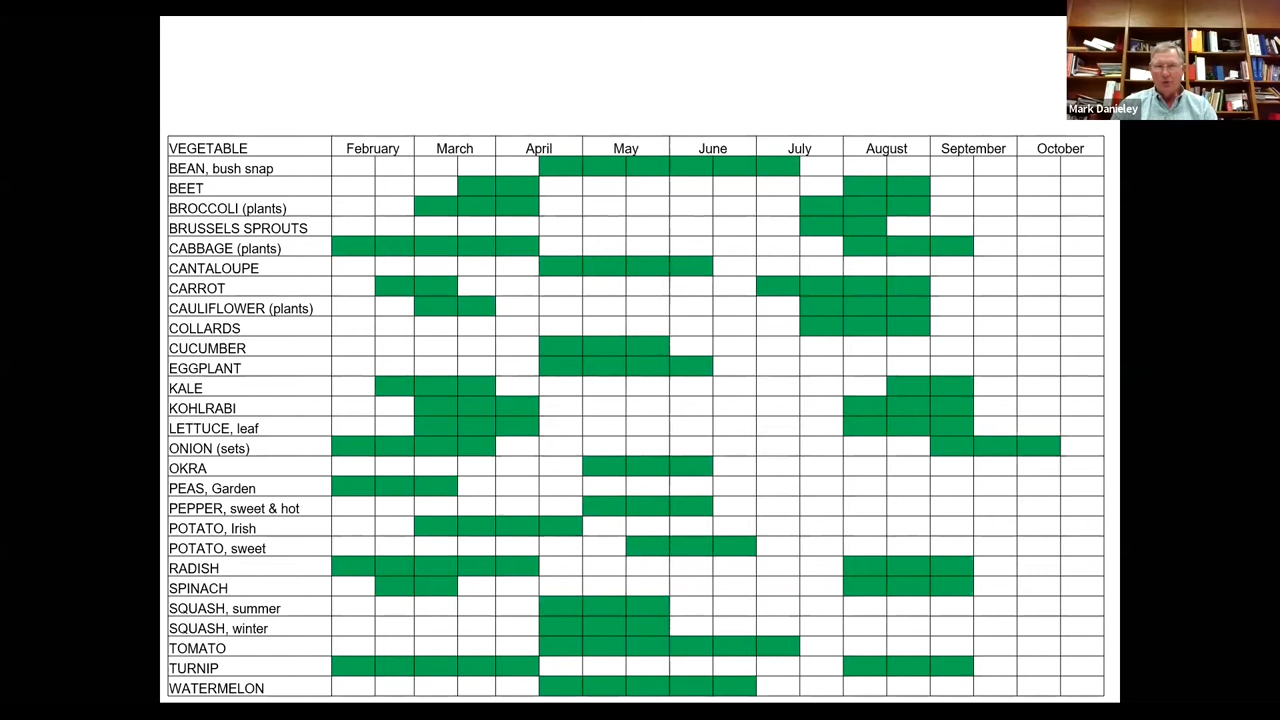 Mark Danieley
VEGETABLE February March April May June July August September October
BEAN, bush snap
BEET
BROCCOLI (plants)
BRUSSELS SPROUTS
CABBAGE (plants)
CANTALOUPE
CARROT
CAULIFLOWER (plants)
COLLARDS
CUCUMBER
EGGPLANT
KALE
KOHLRABI
LETTUCE, leaf
ONION (sets)
OKRA
PEAS, Garden
PEPPER, sweet & hot
POTATO, Irish
POTATO, sweet
RADISH
SPINACH
SQUASH, summer
SQUASH, winter
TOMATO
TURNIP
WATERMELON